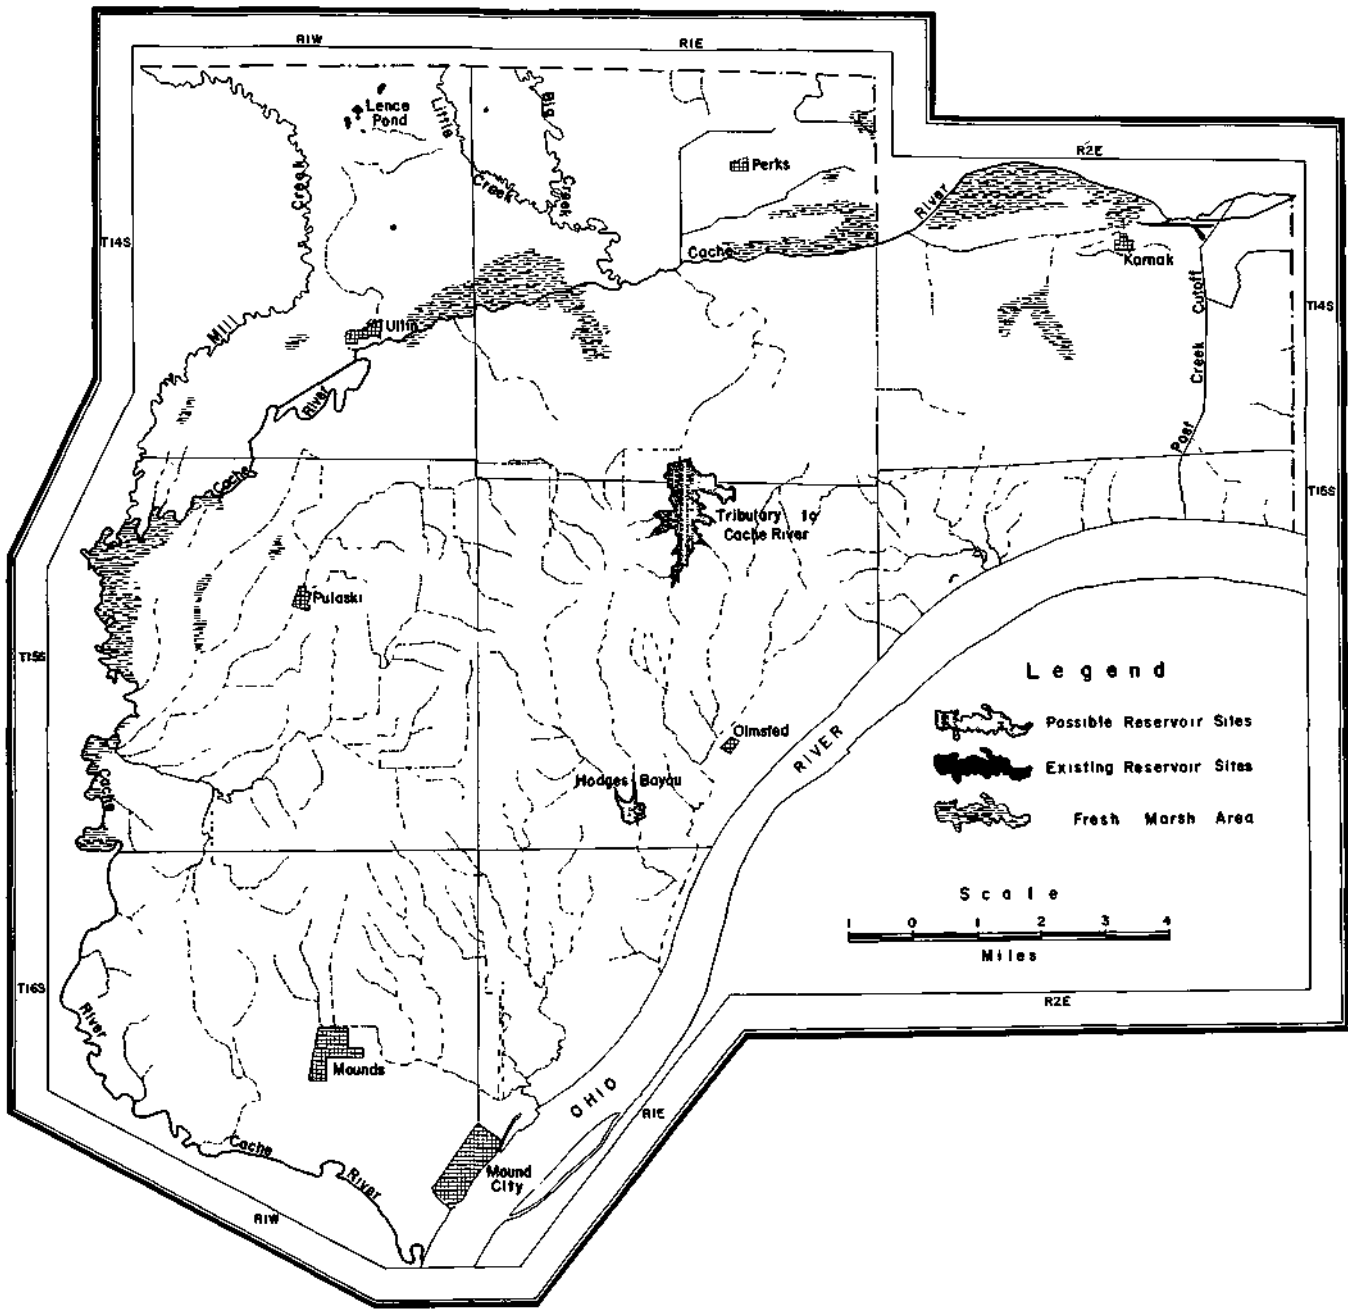 R1W
R1E
Lence
Pond
Little
Creek
Big
Creek
Perks
R2E
Creek
Mill
T14S
River
Cache
Karnak
T14S
Ullin
River
Cache
Post
Creek
Cutoff
T15S
Tributary to
Cache River
Pulaski
T15S
Legend
Possible Reservoir Sites
Existing Reservoir Sites
Fresh Marsh Area
Olmsted
RIVER
Hodges Bayou
Cache
Scale
1 0 1 2 3 4
Miles
T16S
River
R2E
Mounds
OHIO
R1E
Cache
River
Mound
City
R1W